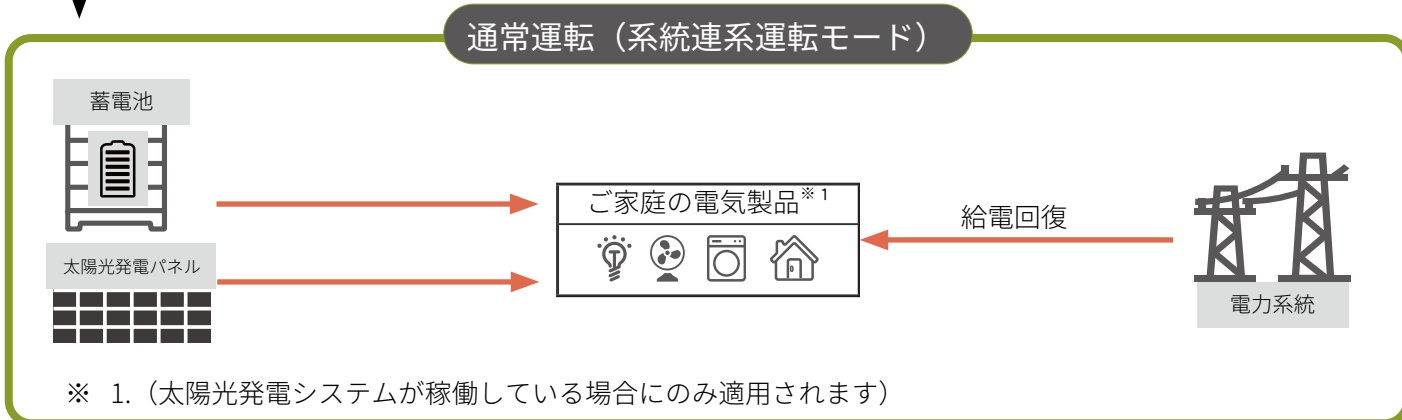 通常運転（系統連系運転モード）
蓄電池
ご家庭の電気製品※1
給電回復
太陽光発電パネル
電力系統
※ 1.（太陽光発電システムが稼働している場合にのみ適用されます）